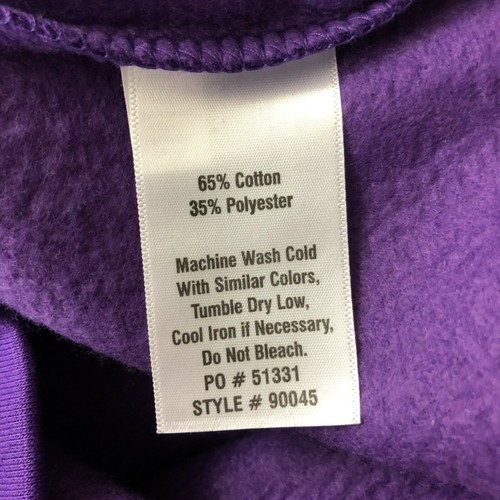 65% Cotton
35% Polyester
Machine Wash Cold
With Similar Colors,
Tumble Dry Low,
Cool Iron if Necessary,
Do Not Bleach.
PO # 51331
STYLE # 90045